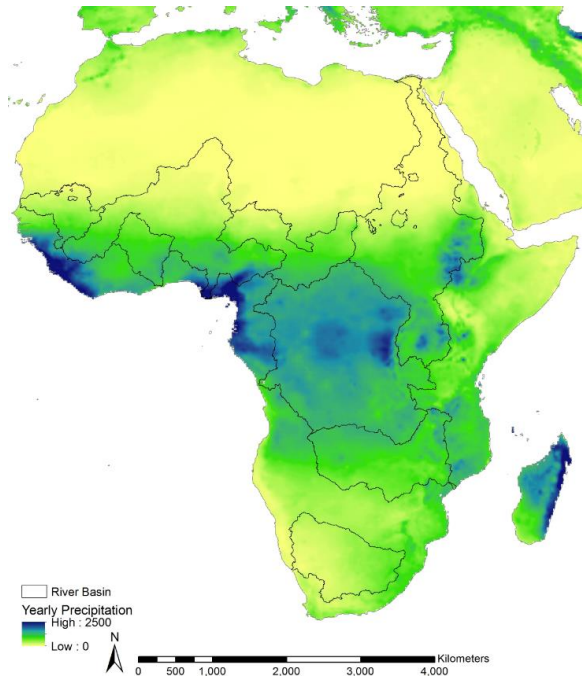 River Basin
Yearly Precipitation
High : 2500
Low : 0
N
Kilometers
0 250 500 1,000 2,000 3,000 4,000